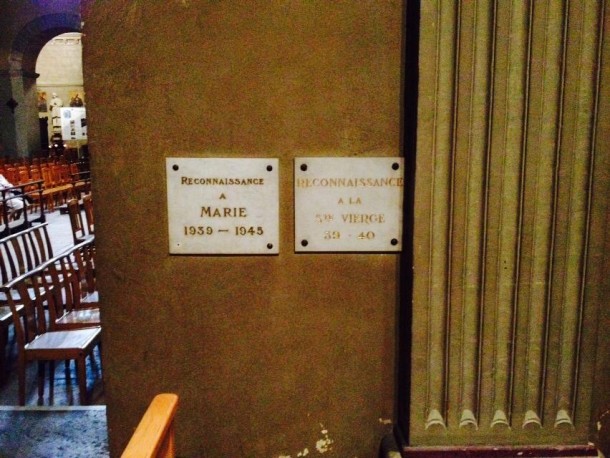 RECONNAISSANCE
A
MARIE
1939 — 1945
RECONNAISSANCE
A LA
STE VIERGE
39 - 40